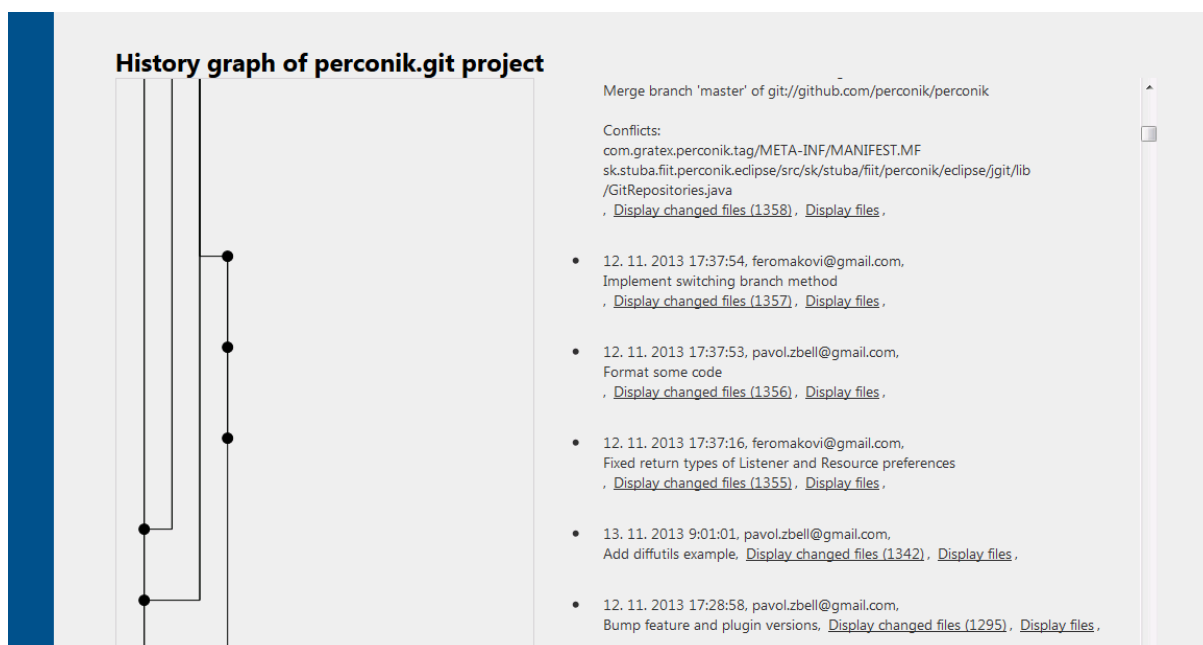 History graph of perconik.git project
Merge branch 'master' of git://github.com/perconik/perconik
Conflicts:
com.gratex.perconik.tag/META-INF/MANIFEST.MF
sk.stuba.fiit.perconik.eclipse/src/sk/stuba/fiit/perconik/eclipse/jgit/lib
/GitRepositories.java
, Display changed files (1358), Display files,
12. 11. 2013 17:37:54, feromakovi@gmail.com,
Implement switching branch method
, Display changed files (1357), Display files,
12. 11. 2013 17:37:53, pavol.zbell@gmail.com,
Format some code
, Display changed files (1356), Display files,
12. 11. 2013 17:37:16, feromakovi@gmail.com,
Fixed return types of Listener and Resource preferences
, Display changed files (1355), Display files,
13. 11. 2013 9:01:01, pavol.zbell@gmail.com,
Add diffutils example, Display changed files (1342), Display files,
12. 11. 2013 17:28:58, pavol.zbell@gmail.com,
Bump feature and plugin versions, Display changed files (1295), Display files,